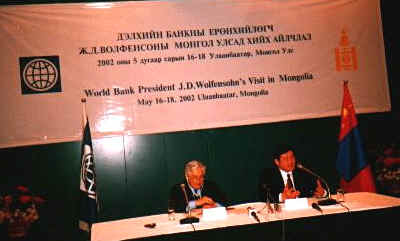 ДЭЛХИЙН БАНКНЫ ЕРӨНХИЙЛӨГЧ
Ж.Д.ВОЛФЕНСОНЫ МОНГОЛ УЛСАД ХИЙХ АЙЛЧЛАЛ
2002 оны 5 дугаар сарын 16-18 Улаанбаатар, Монгол Улс
World Bank President J.D.Wolfensohn's Visit in Mongolia
May 16-18, 2002 Ulaanbaatar, Mongolia